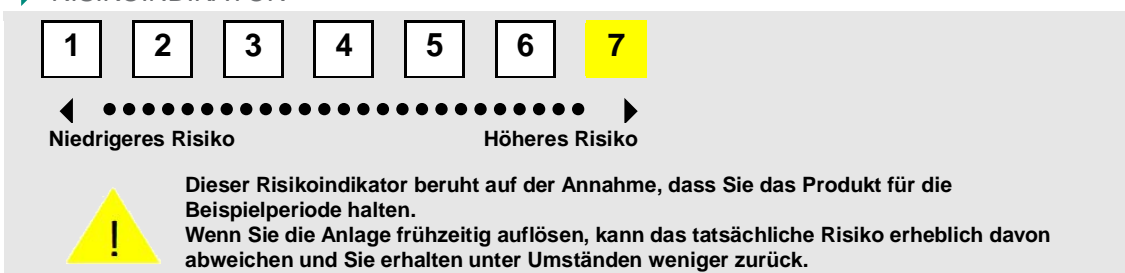 1 2 3 4 5 6 7
Niedrigeres Risiko Höheres Risiko
Dieser Risikoindikator beruht auf der Annahme, dass Sie das Produkt für die
Beispielperiode halten.
Wenn Sie die Anlage frühzeitig auflösen, kann das tatsächliche Risiko erheblich davon
abweichen und Sie erhalten unter Umständen weniger zurück.
!